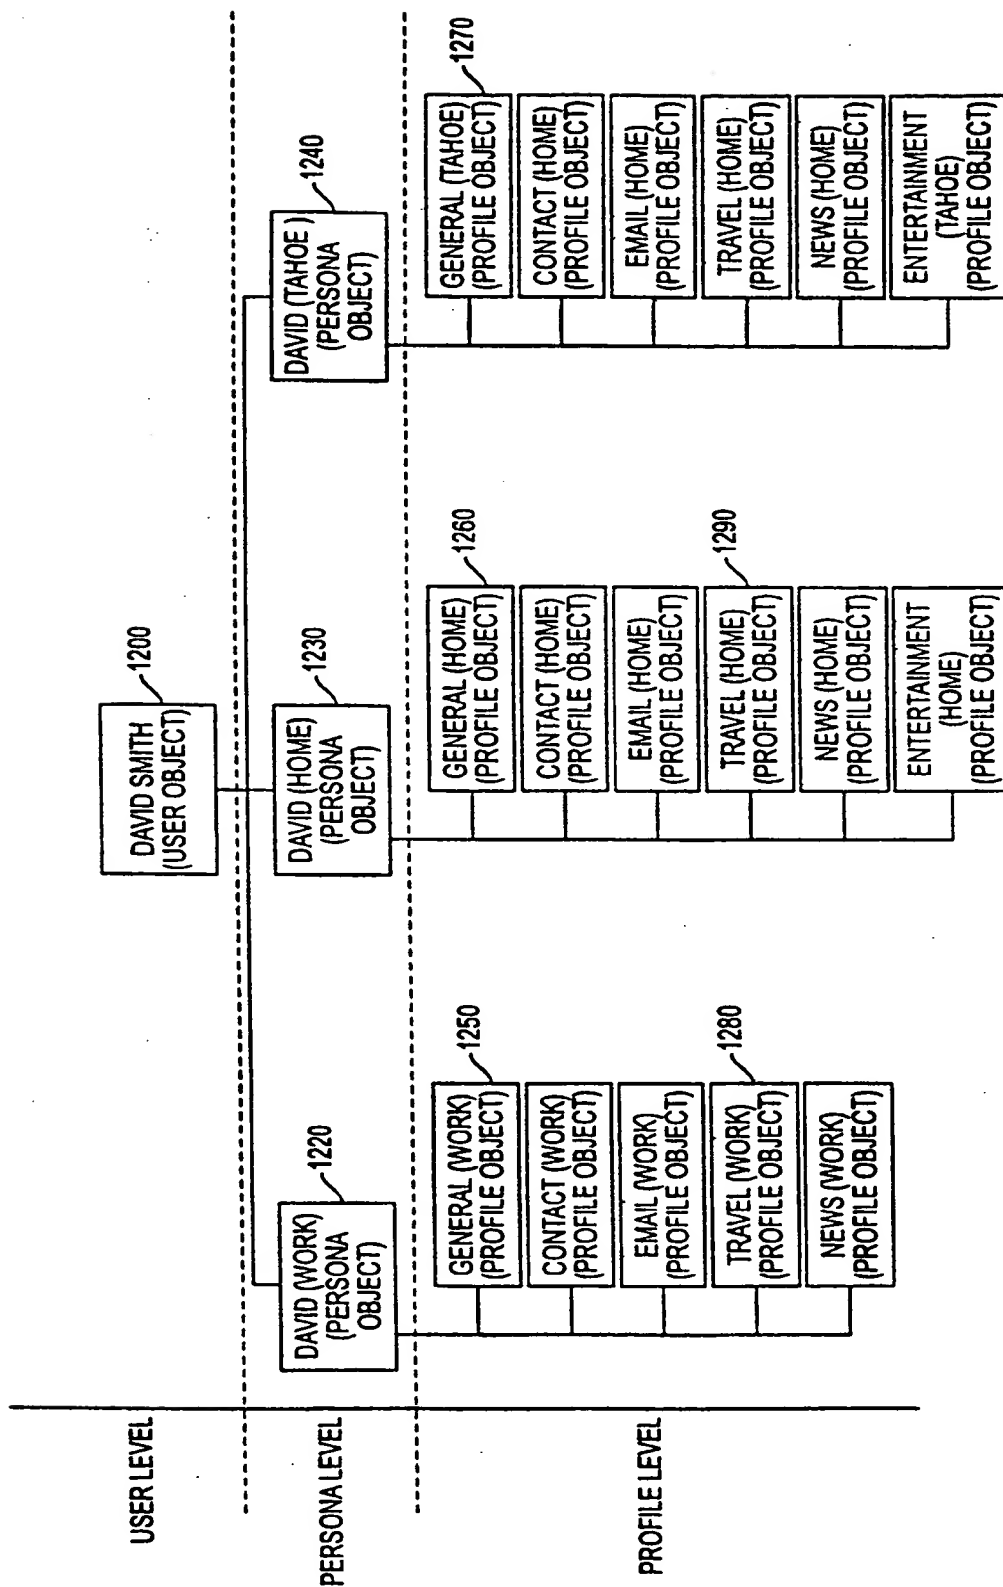 USER LEVEL
DAVID SMITH
(USER OBJECT)
1200
PERSONA LEVEL
DAVID (WORK)
(PERSONA
OBJECT)
1220
DAVID (HOME)
(PERSONA
OBJECT)
1230
DAVID (TAHOE )
(PERSONA
OBJECT)
1240
PROFILE LEVEL
GENERAL (WORK)
(PROFILE OBJECT)
1250
CONTACT (WORK)
(PROFILE OBJECT)
EMAIL (WORK)
(PROFILE OBJECT)
TRAVEL (WORK)
(PROFILE OBJECT)
1280
NEWS (WORK)
(PROFILE OBJECT)
GENERAL (HOME)
(PROFILE OBJECT)
1260
CONTACT (HOME)
(PROFILE OBJECT)
EMAIL (HOME)
(PROFILE OBJECT)
TRAVEL (HOME)
(PROFILE OBJECT)
1290
NEWS (HOME)
(PROFILE OBJECT)
ENTERTAINMENT
(HOME)
(PROFILE OBJECT)
GENERAL (TAHOE)
(PROFILE OBJECT)
1270
CONTACT (HOME)
(PROFILE OBJECT)
EMAIL (HOME)
(PROFILE OBJECT)
TRAVEL (HOME)
(PROFILE OBJECT)
NEWS (HOME)
(PROFILE OBJECT)
ENTERTAINMENT
(TAHOE)
(PROFILE OBJECT)